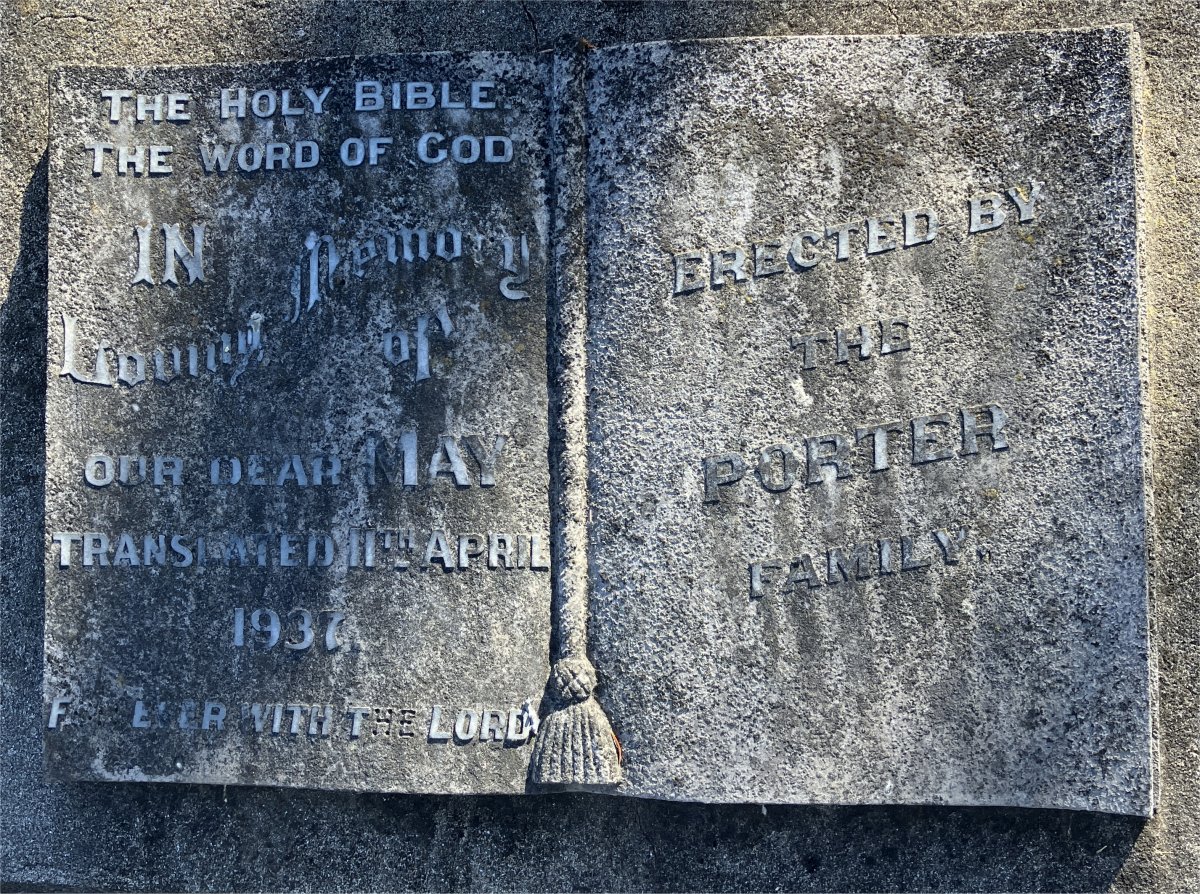 THE HOLY BIBLE.
THE WORD OF GOD
IN Memory
Loving of
OUR DEAR MAY
TRANSLATED 11TH APRIL
1937.
F EVER WITH THE LORD
ERECTED BY
THE
PORTER
FAMILY.